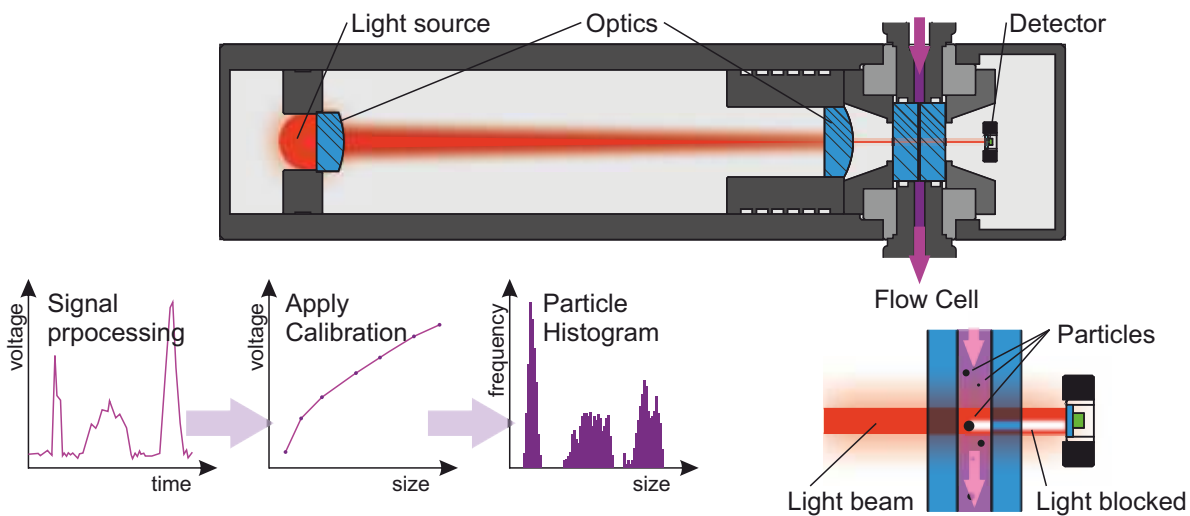 Light source
Optics
Detector
Flow Cell
Signal
prpocessing
voltage
time
Apply
Calibration
voltage
size
Particle
Histogram
frequency
size
Particles
Light beam
Light blocked